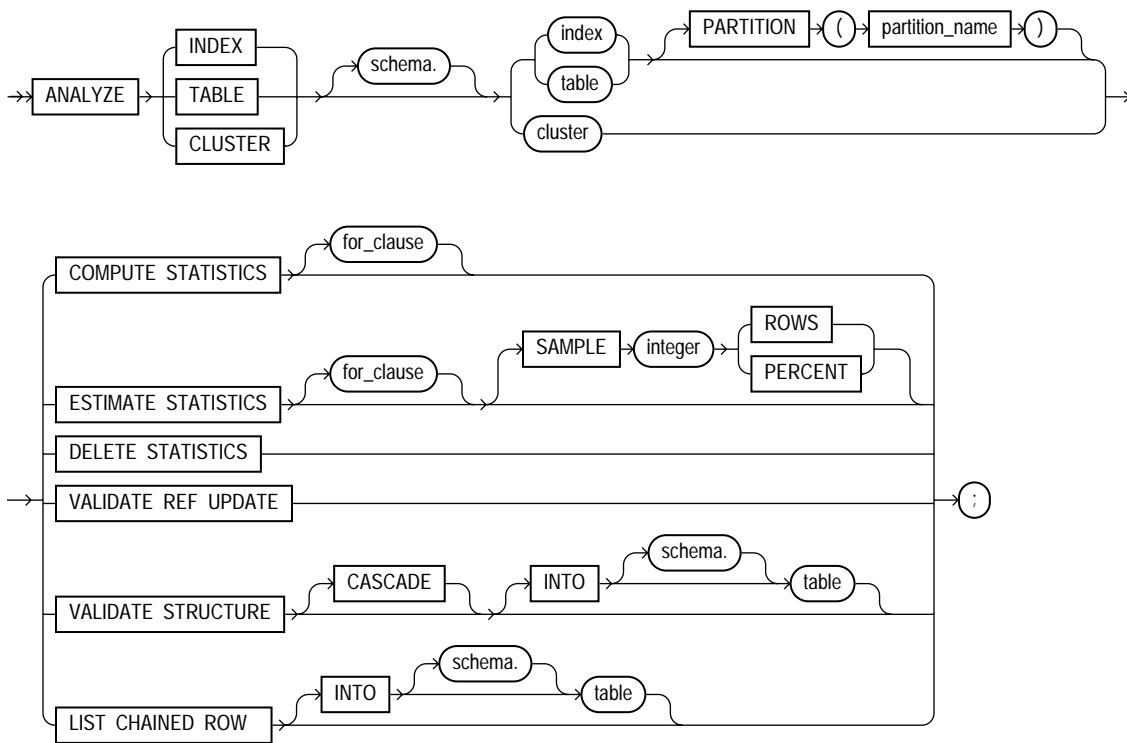 INDEX
index
PARTITION ( partition_name )
schema.
ANALYZE TABLE table
CLUSTER cluster
for_clause
COMPUTE STATISTICS
ROWS
SAMPLE integer
for_clause PERCENT
ESTIMATE STATISTICS
DELETE STATISTICS
VALIDATE REF UPDATE ;
schema.
CASCADE INTO table
VALIDATE STRUCTURE
schema.
INTO table
LIST CHAINED ROW